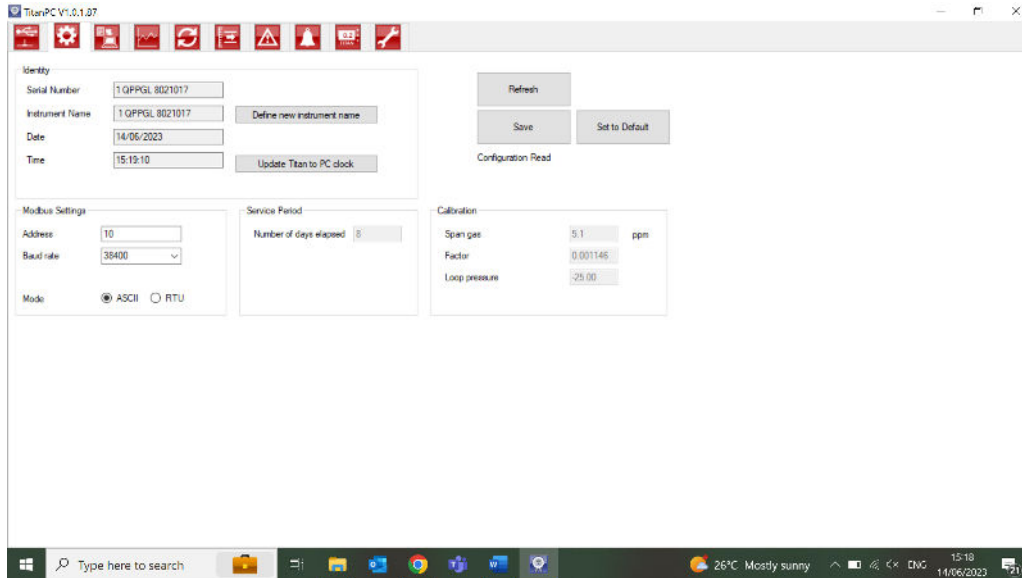 TitanPC V1.0.1.87
Identity
Serial Number 1 QPPGL 8021017
Instrument Name 1 QPPGL 8021017 Define new instrument name
Date 14/06/2023
Time 15:19:10 Update Titan to PC clock
Refresh
Save Set to Default
Configuration Read
Modbus Settings
Address 10
Baud rate 38400
Mode ASCII RTU
Service Period
Number of days elapsed 8
Calibration
Span gas 5.1 ppm
Factor 0.001146
Loop pressure -25.00
Type here to search
26°C Mostly sunny
ENG
15:18
14/06/2023
21